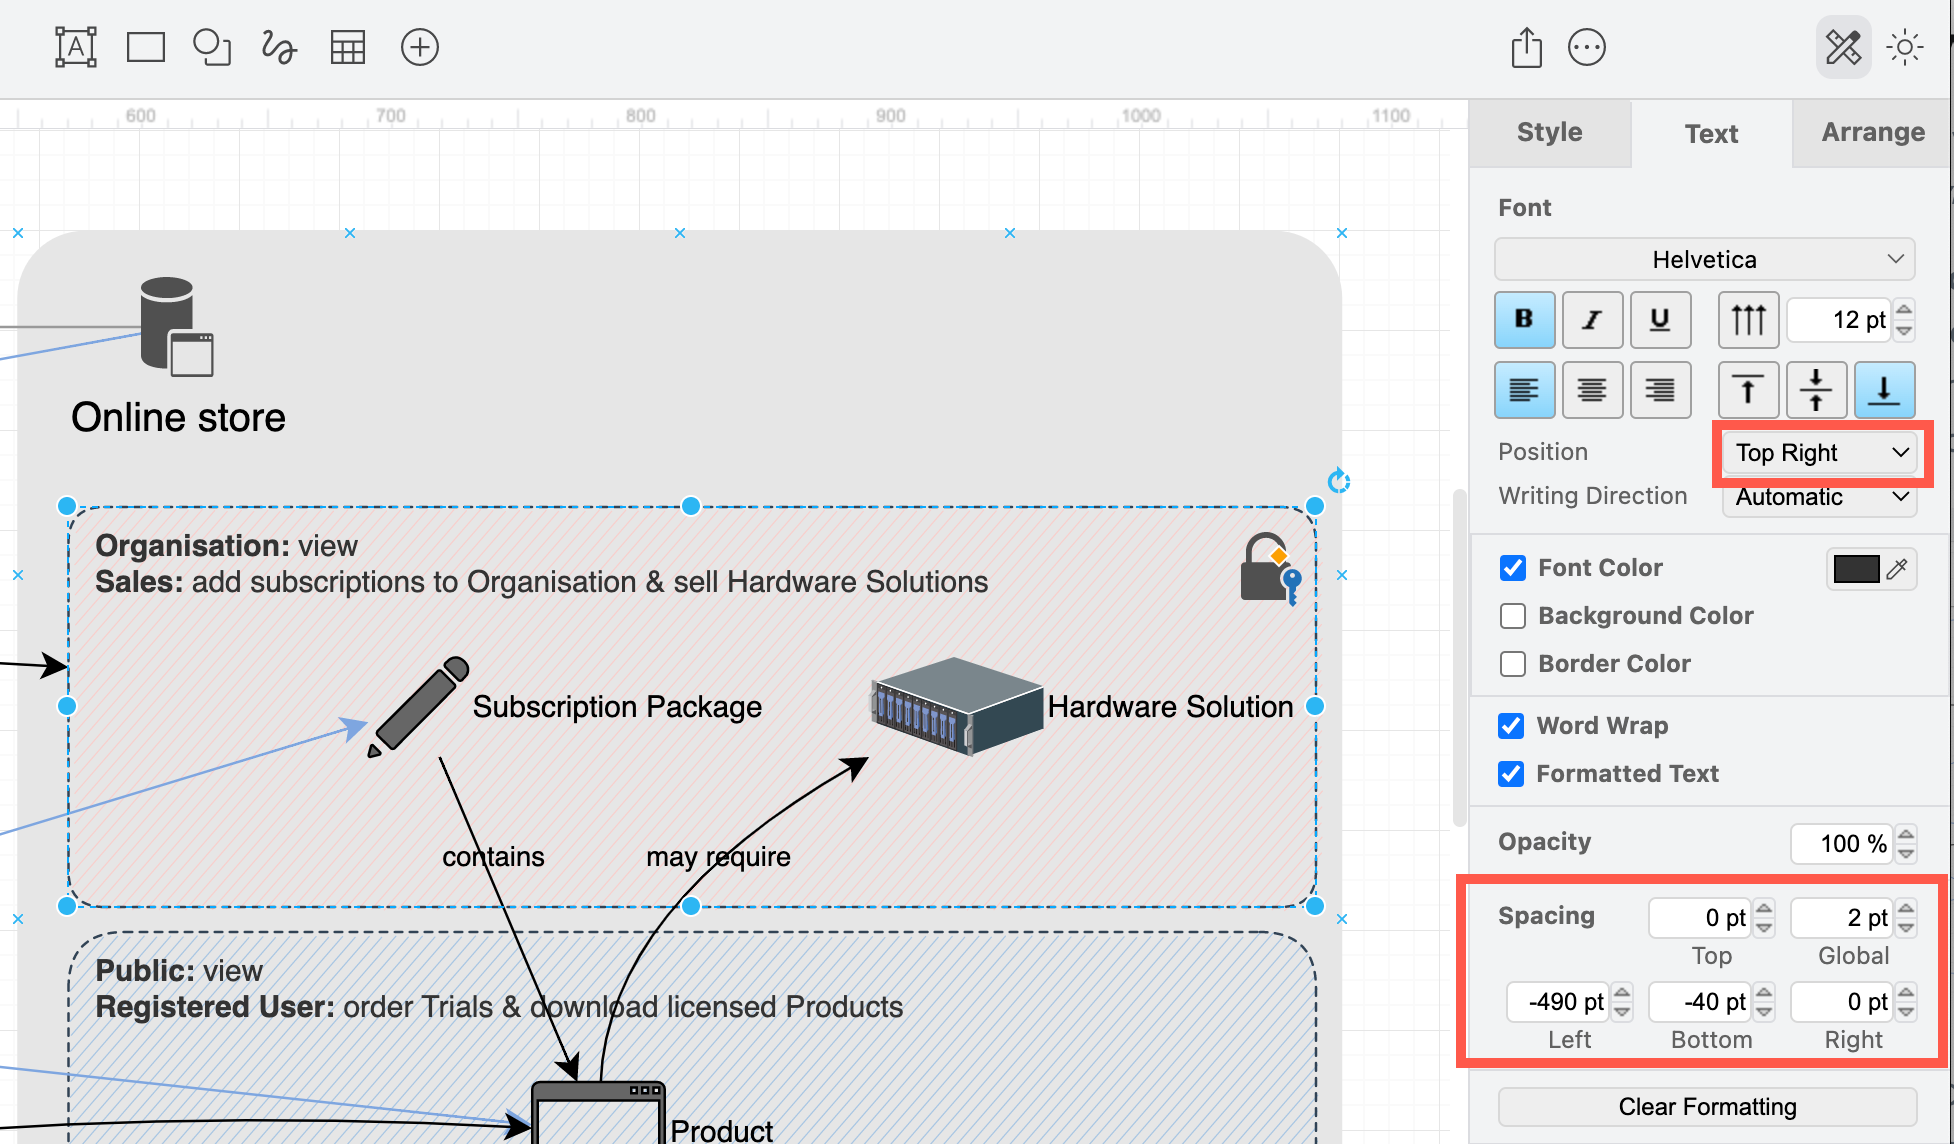 A
600 700 800 900 1000 1100
Style Text Arrange
Font
Helvetica
B I U 12 pt
Position Top Right
Writing Direction Automatic
Font Color
Background Color
Border Color
Word Wrap
Formatted Text
Opacity 100 %
Spacing 0 pt 2 pt
Top Global
-490 pt -40 pt 0 pt
Left Bottom Right
Clear Formatting
Online store
Organisation: view
Sales: add subscriptions to Organisation & sell Hardware Solutions
Subscription Package
Hardware Solution
contains
may require
Public: view
Registered User: order Trials & download licensed Products
Product